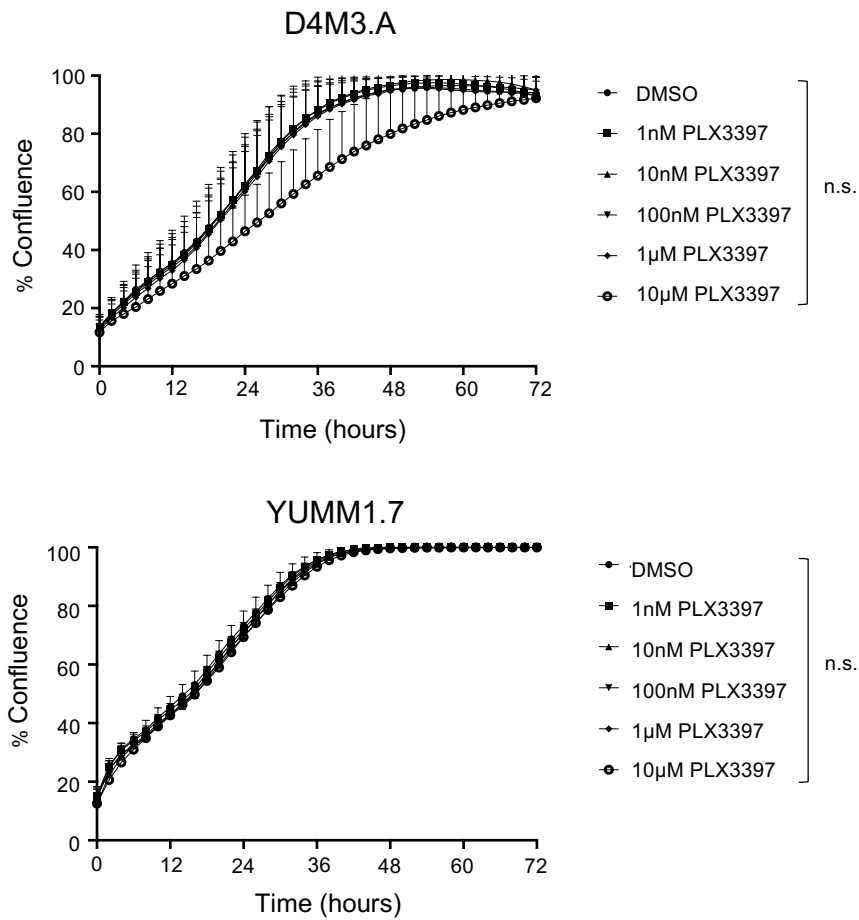 D4M3.A
% Confluence
100
80
60
40
20
0
0 12 24 36 48 60 72
Time (hours)
DMSO
1nM PLX3397
10nM PLX3397
100nM PLX3397
1µM PLX3397
10µM PLX3397
n.s.
YUMM1.7
% Confluence
100
80
60
40
20
0
0 12 24 36 48 60 72
Time (hours)
DMSO
1nM PLX3397
10nM PLX3397
100nM PLX3397
1µM PLX3397
10µM PLX3397
n.s.